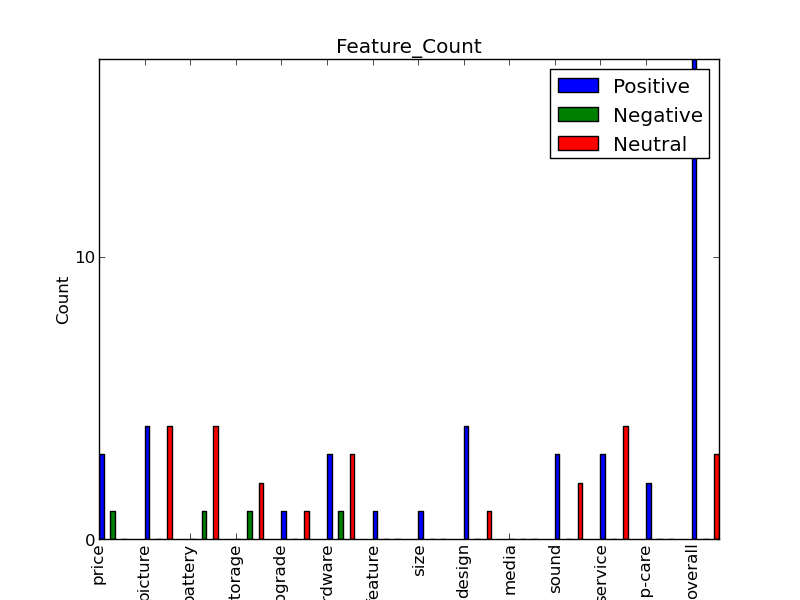 Feature_Count
Positive
Negative
Neutral
10
Count
0
price
picture
battery
torage
ograde
rdware
feature
size
design
media
sound
service
p-care
overall